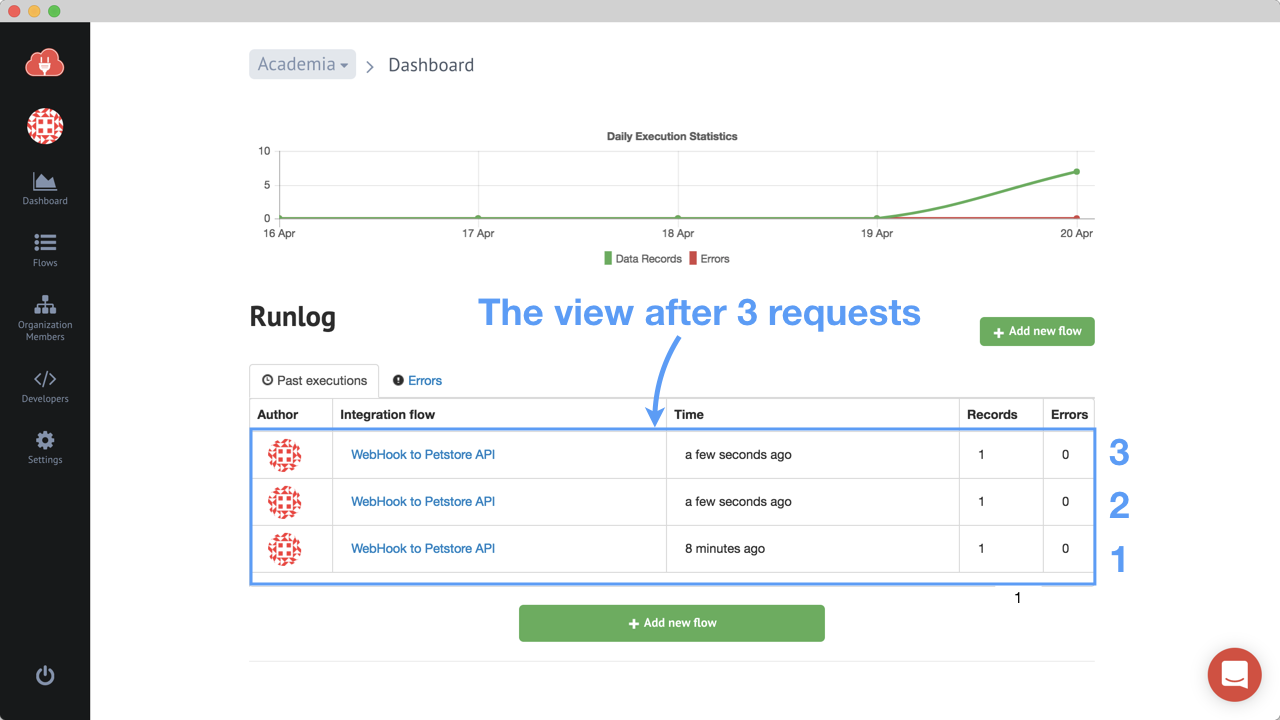 Academia > Dashboard
Daily Execution Statistics
10
5
0
16 Apr 17 Apr 18 Apr 19 Apr 20 Apr
Data Records Errors
Dashboard
Flows
Organization
Members
Developers
Settings
Runlog
The view after 3 requests
Add new flow
Past executions Errors
Author Integration flow Time Records Errors
WebHook to Petstore API a few seconds ago 1 0 3
WebHook to Petstore API a few seconds ago 1 0 2
WebHook to Petstore API 8 minutes ago 1 0 1
1
Add new flow